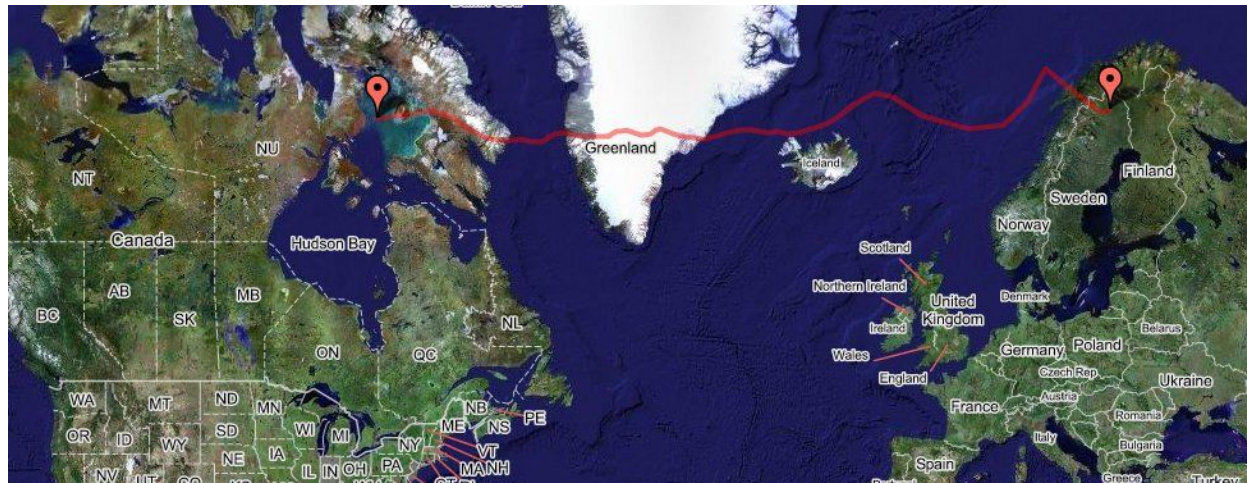 NU
NT
Greenland
Iceland
Finland
Sweden
Norway
Canada
Hudson Bay
Scotland
AB
MB
SK
BC
Northern Ireland
United
Kingdom
Denmark
Ireland
NL
ON
QC
Wales
England
Belarus
Germany
Poland
Czech Rep
Ukraine
Austria
France
Romania
Italy
Bulgaria
WA
MT
ND
MN
OR
ID
WY
SD
WI
MI
NB
PE
ME
NS
NY
VT
NE
IA
IL
IN
OH
PA
MA
NH
NV
UT
Spain
Greece
Turkey